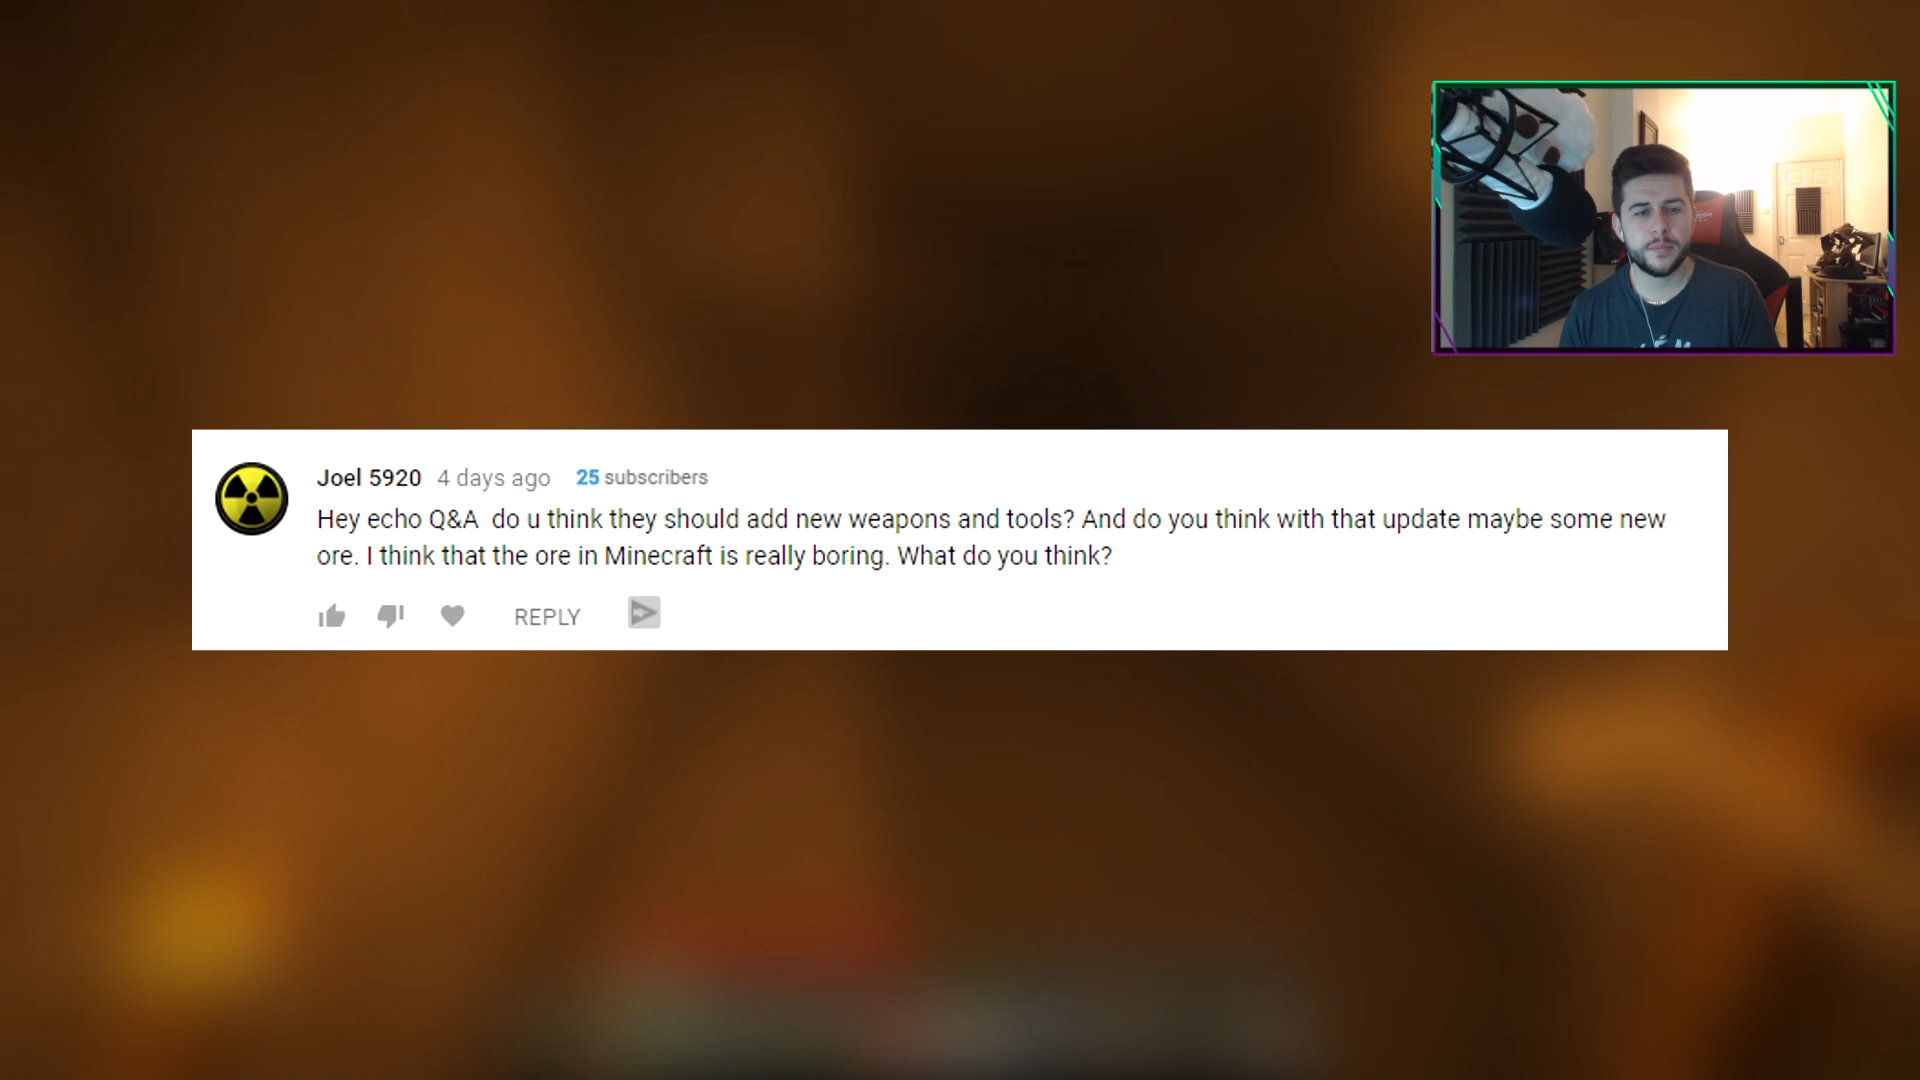 Joel 5920 4 days ago 25 subscribers
Hey echo Q&A do u think they should add new weapons and tools? And do you think with that update maybe some new
ore. I think that the ore in Minecraft is really boring. What do you think?
REPLY